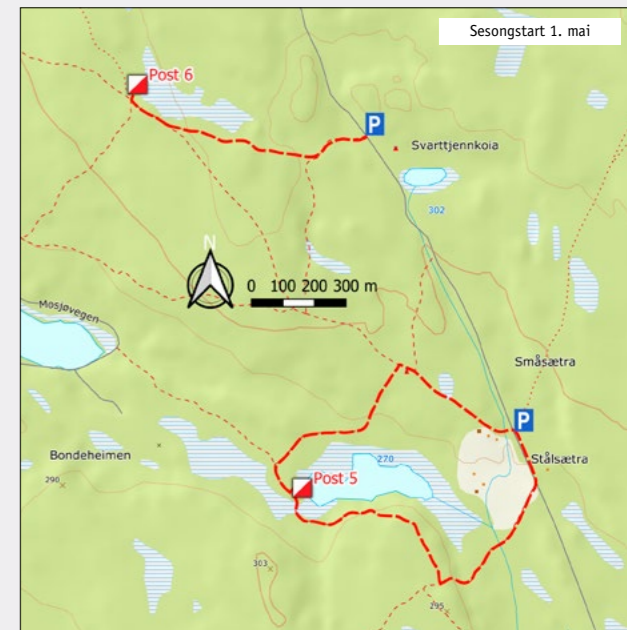 Sesongstart 1. mai
Post 6
P
Svarttjennkoia
302
N
0 100 200 300 m
Mosjøvegen
Småsætra
P
Bondeheimen
270
Stålsætra
Post 5
290
303
295